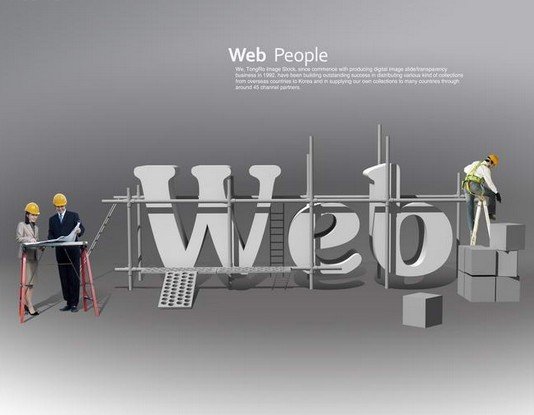 Web People
We, TongRo Image Stock, since commence with producing digital image slide/transparency
business in 1992, have been building outstanding success in distributing various kind of collections
from overseas countries to Korea and in supplying our own collections to many countries through
around 45 channel partners.
Web